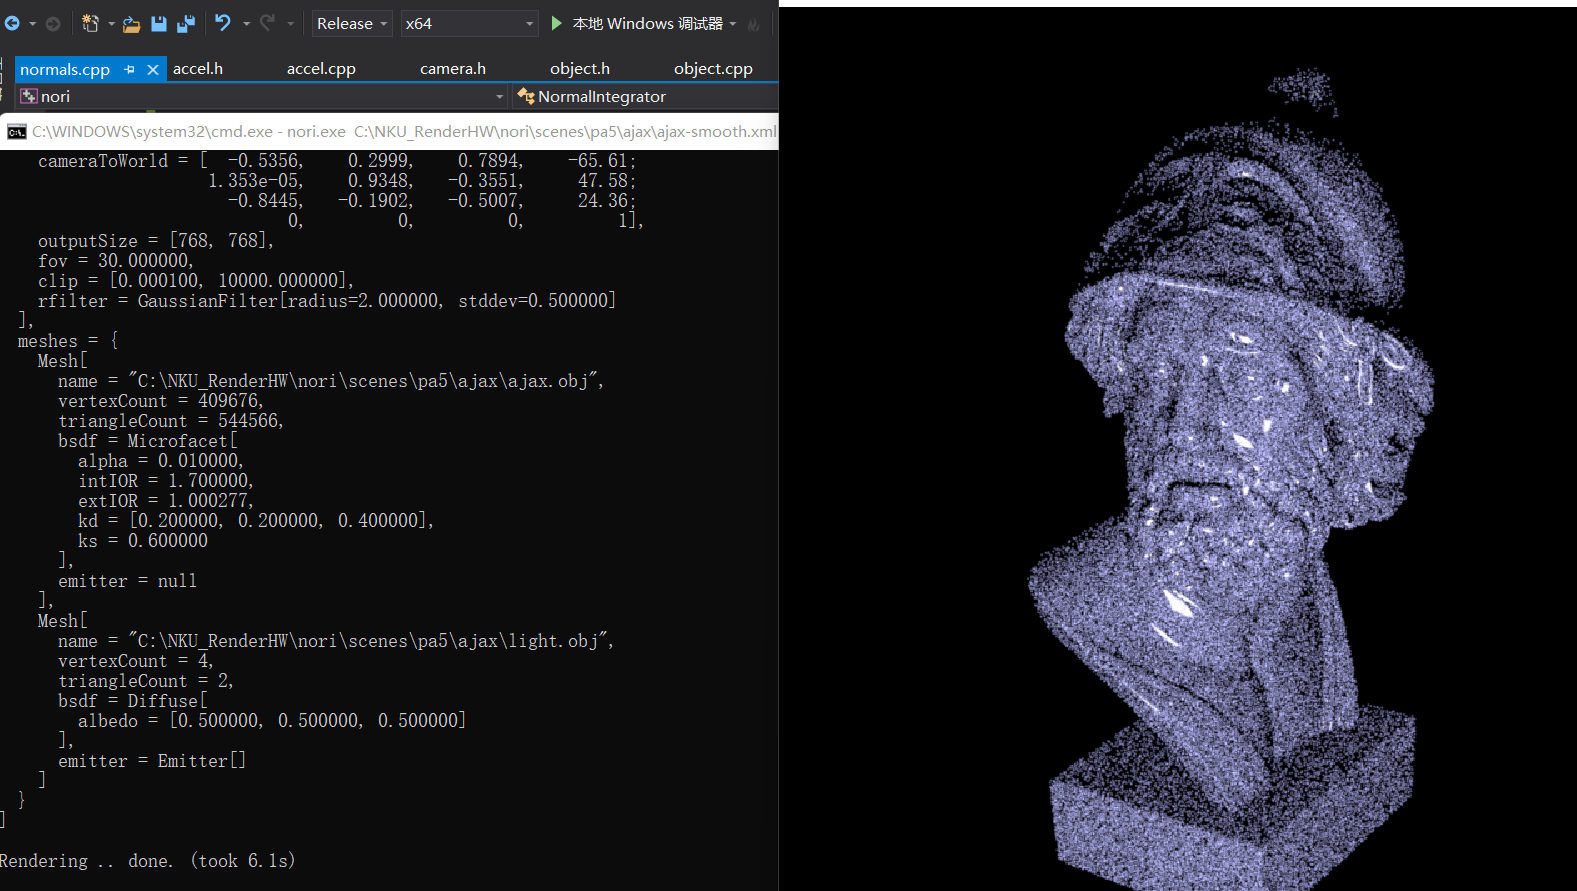 Release x64 本地 Windows 调试器
normals.cpp accel.h accel.cpp camera.h object.h object.cpp
nori NormalIntegrator
C:\WINDOWS\system32\cmd.exe - nori.exe C:\NKU_RenderHW\nori\scenes\pa5\ajax\ajax-smooth.xml
cameraToWorld = [ -0.5356, 0.2999, 0.7894, -65.61;
1.353e-05, 0.9348, -0.3551, 47.58;
-0.8445, -0.1902, -0.5007, 24.36;
0, 0, 0, 1],
outputSize = [768, 768],
fov = 30.000000,
clip = [0.000100, 10000.000000],
rfilter = GaussianFilter[radius=2.000000, stddev=0.500000]
],
meshes = {
Mesh[
name = "C:\NKU_RenderHW\nori\scenes\pa5\ajax\ajax.obj",
vertexCount = 409676,
triangleCount = 544566,
bsdf = Microfacet[
alpha = 0.010000,
intIOR = 1.700000,
extIOR = 1.000277,
kd = [0.200000, 0.200000, 0.400000],
ks = 0.600000
],
emitter = null
],
Mesh[
name = "C:\NKU_RenderHW\nori\scenes\pa5\ajax\light.obj",
vertexCount = 4,
triangleCount = 2,
bsdf = Diffuse[
albedo = [0.500000, 0.500000, 0.500000]
],
emitter = Emitter[]
]
}
]
Rendering .. done. (took 6.1s)